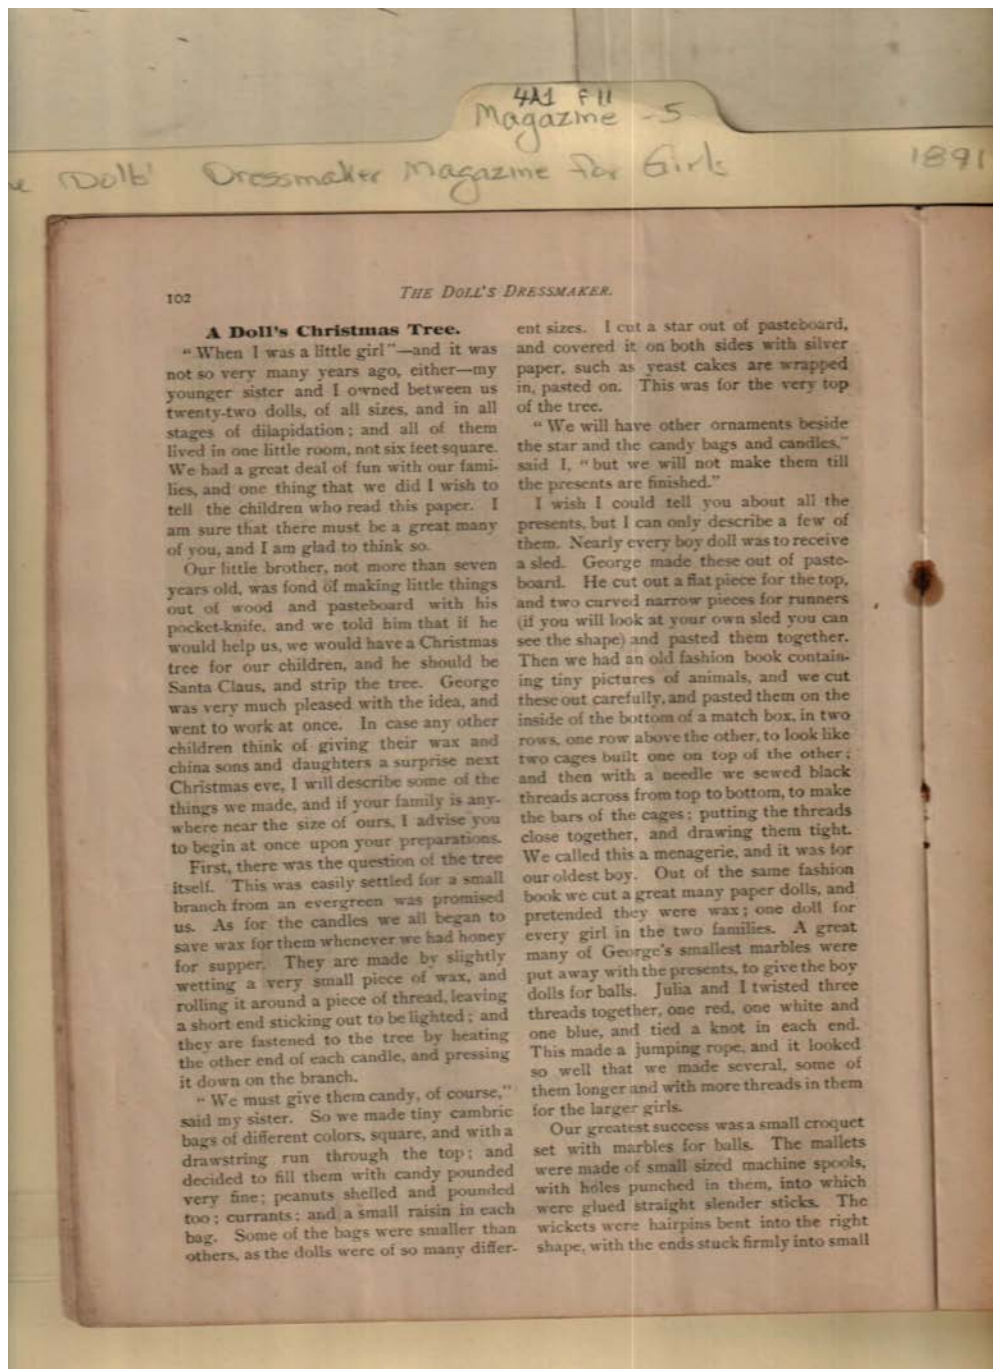 4A1 F11
Magazine -5
Dolls' Dressmaker Magazine for Girls 1891
102
THE DOLL'S DRESSMAKER.
A Doll's Christmas Tree.
"When I was a little girl"—and it was
not so very many years ago, either—my
younger sister and I owned between us
twenty-two dolls, of all sizes, and in all
stages of dilapidation; and all of them
lived in one little room, not six feet square.
We had a great deal of fun with our fami-
lies, and one thing that we did I wish to
tell the children who read this paper. I
am sure that there must be a great many
of you, and I am glad to think so.
Our little brother, not more than seven
years old, was fond of making little things
out of wood and pasteboard with his
pocket-knife, and we told him that if he
would help us, we would have a Christmas
tree for our children, and he should be
Santa Claus, and strip the tree. George
was very much pleased with the idea, and
went to work at once. In case any other
children think of giving their wax and
china sons and daughters a surprise next
Christmas eve, I will describe some of the
things we made, and if your family is any-
where near the size of ours, I advise you
to begin at once upon your preparations.
First, there was the question of the tree
itself. This was easily settled for a small
branch from an evergreen was promised
us. As for the candles we all began to
save wax for them whenever we had honey
for supper. They are made by slightly
wetting a very small piece of wax, and
rolling it around a piece of thread, leaving
a short end sticking out to be lighted; and
they are fastened to the tree by heating
the other end of each candle, and pressing
it down on the branch.
"We must give them candy, of course,"
said my sister. So we made tiny cambric
bags of different colors, square, and with a
drawstring run through the top; and
decided to fill them with candy pounded
very fine; peanuts shelled and pounded
too; currants; and a small raisin in each
bag. Some of the bags were smaller than
others, as the dolls were of so many differ-
ent sizes. I cut a star out of pasteboard,
and covered it on both sides with silver
paper, such as yeast cakes are wrapped
in, pasted on. This was for the very top
of the tree.
"We will have other ornaments beside
the star and the candy bags and candles,"
said I, "but we will not make them till
the presents are finished."
I wish I could tell you about all the
presents, but I can only describe a few of
them. Nearly every boy doll was to receive
a sled. George made these out of paste-
board. He cut out a flat piece for the top,
and two curved narrow pieces for runners
(if you will look at your own sled you can
see the shape) and pasted them together.
Then we had an old fashion book contain-
ing tiny pictures of animals, and we cut
these out carefully, and pasted them on the
inside of the bottom of a match box, in two
rows, one row above the other, to look like
two cages built one on top of the other;
and then with a needle we sewed black
threads across from top to bottom, to make
the bars of the cages; putting the threads
close together, and drawing them tight.
We called this a menagerie, and it was for
our oldest boy. Out of the same fashion
book we cut a great many paper dolls, and
pretended they were wax; one doll for
every girl in the two families. A great
many of George's smallest marbles were
put away with the presents, to give the boy
dolls for balls. Julia and I twisted three
threads together, one red, one white and
one blue, and tied a knot in each end.
This made a jumping rope, and it looked
so well that we made several, some of
them longer and with more threads in them
for the larger girls.
Our greatest success was a small croquet
set with marbles for balls. The mallets
were made of small sized machine spools,
with holes punched in them, into which
were glued straight slender sticks. The
wickets were hairpins bent into the right
shape, with the ends stuck firmly into small